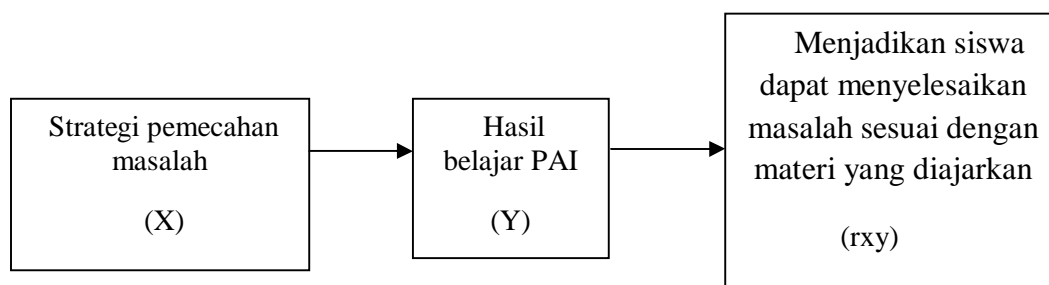 Strategi pemecahan
masalah
(X)
Hasil
belajar PAI
(Y)
Menjadikan siswa
dapat menyelesaikan
masalah sesuai dengan
materi yang diajarkan
(rxy)